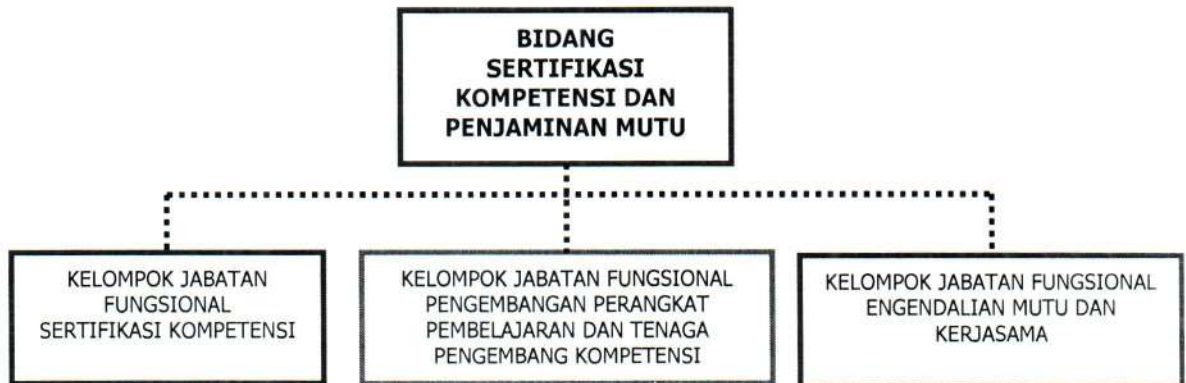 BIDANG
SERTIFIKASI
KOMPETENSI DAN
PENJAMINAN MUTU
KELOMPOK JABATAN
FUNGSIONAL
SERTIFIKASI KOMPETENSI
KELOMPOK JABATAN FUNGSIONAL
PENGEMBANGAN PERANGKAT
PEMBELAJARAN DAN TENAGA
PENGEMBANG KOMPETENSI
KELOMPOK JABATAN FUNGSIONAL
ENGENDALIAN MUTU DAN
KERJASAMA